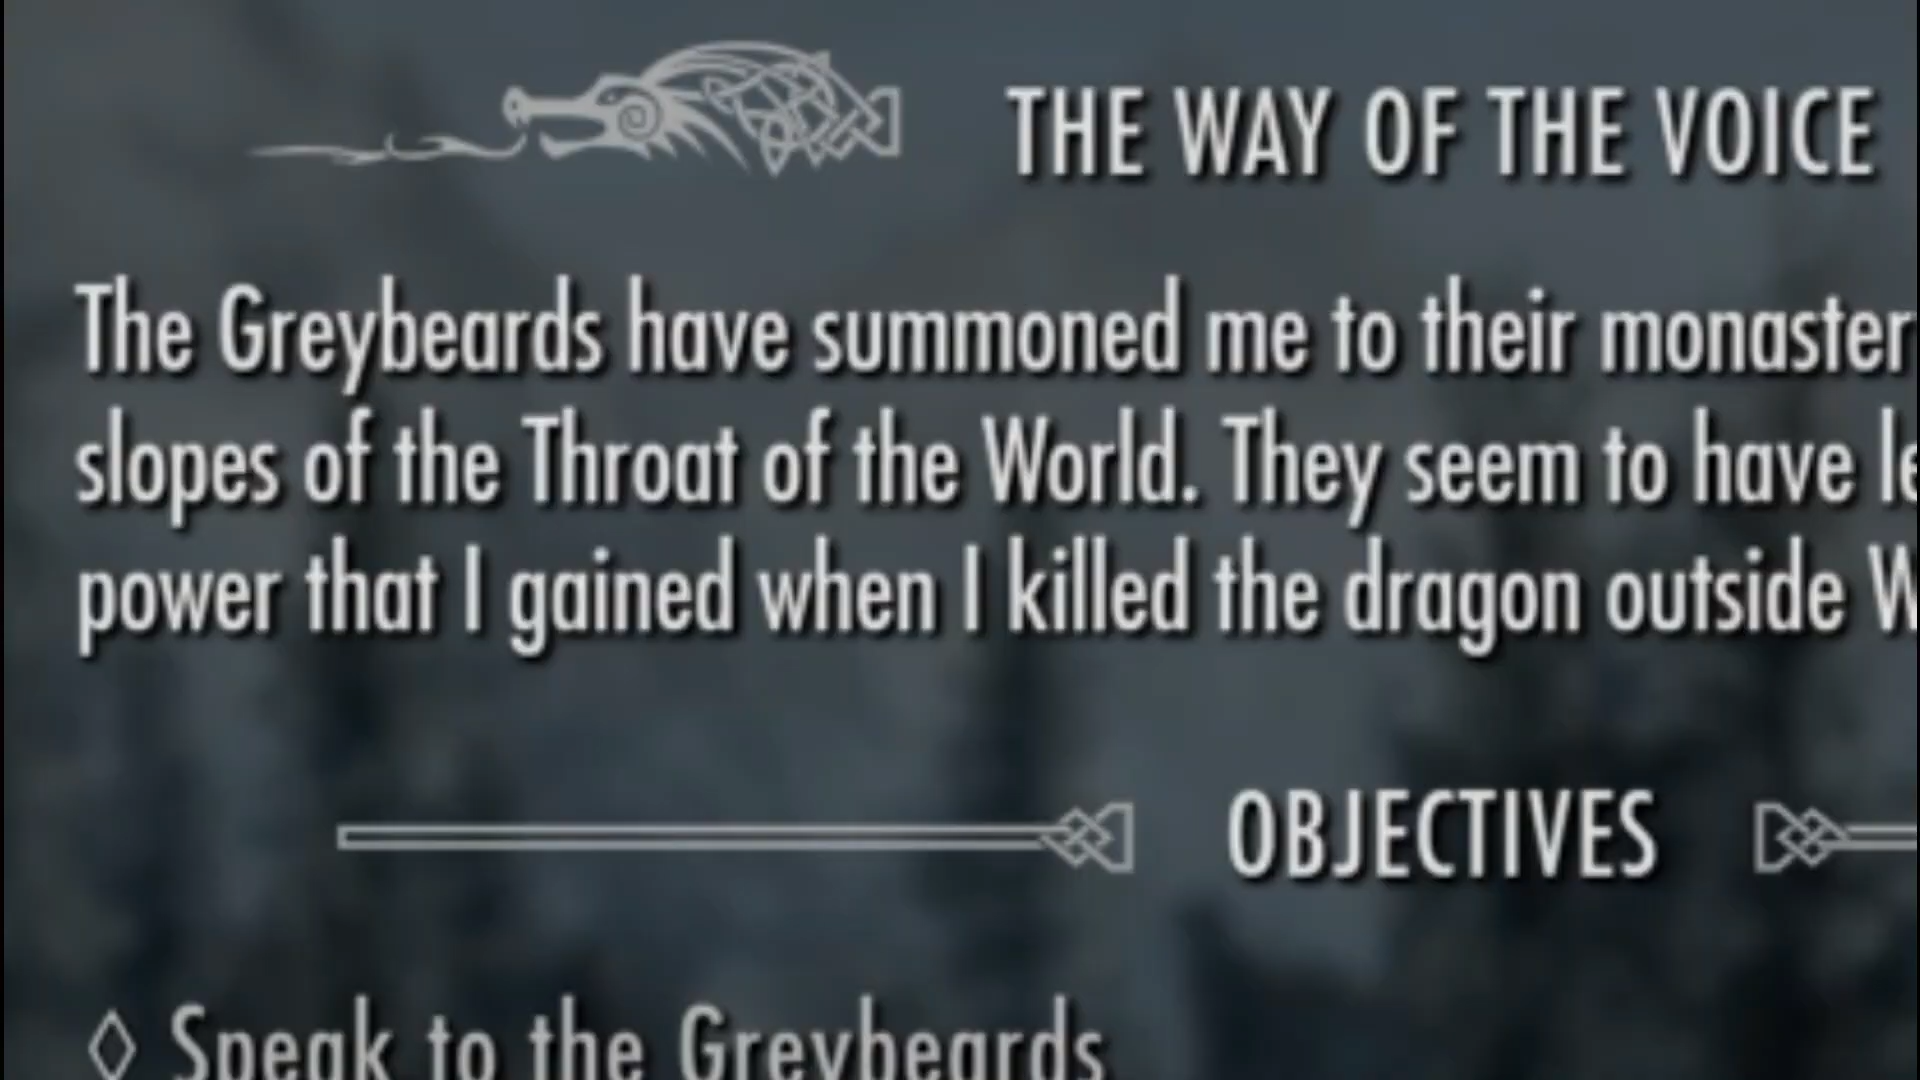 THE WAY OF THE VOICE
The Greybeards have summoned me to their monaster
slopes of the Throat of the World. They seem to have le
power that I gained when I killed the dragon outside W
OBJECTIVES
Speak to the Greybeards